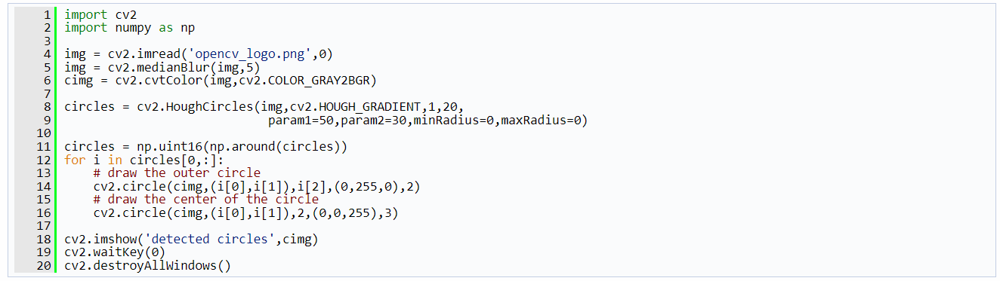 1 import cv2
2 import numpy as np
3
4 img = cv2.imread('opencv_logo.png',0)
5 img = cv2.medianBlur(img,5)
6 cimg = cv2.cvtColor(img,cv2.COLOR_GRAY2BGR)
7
8 circles = cv2.HoughCircles(img,cv2.HOUGH_GRADIENT,1,20,
9                             param1=50,param2=30,minRadius=0,maxRadius=0)
10
11 circles = np.uint16(np.around(circles))
12 for i in circles[0,:]:
13     # draw the outer circle
14     cv2.circle(cimg,(i[0],i[1]),i[2],(0,255,0),2)
15     # draw the center of the circle
16     cv2.circle(cimg,(i[0],i[1]),2,(0,0,255),3)
17
18 cv2.imshow('detected circles',cimg)
19 cv2.waitKey(0)
20 cv2.destroyAllWindows()